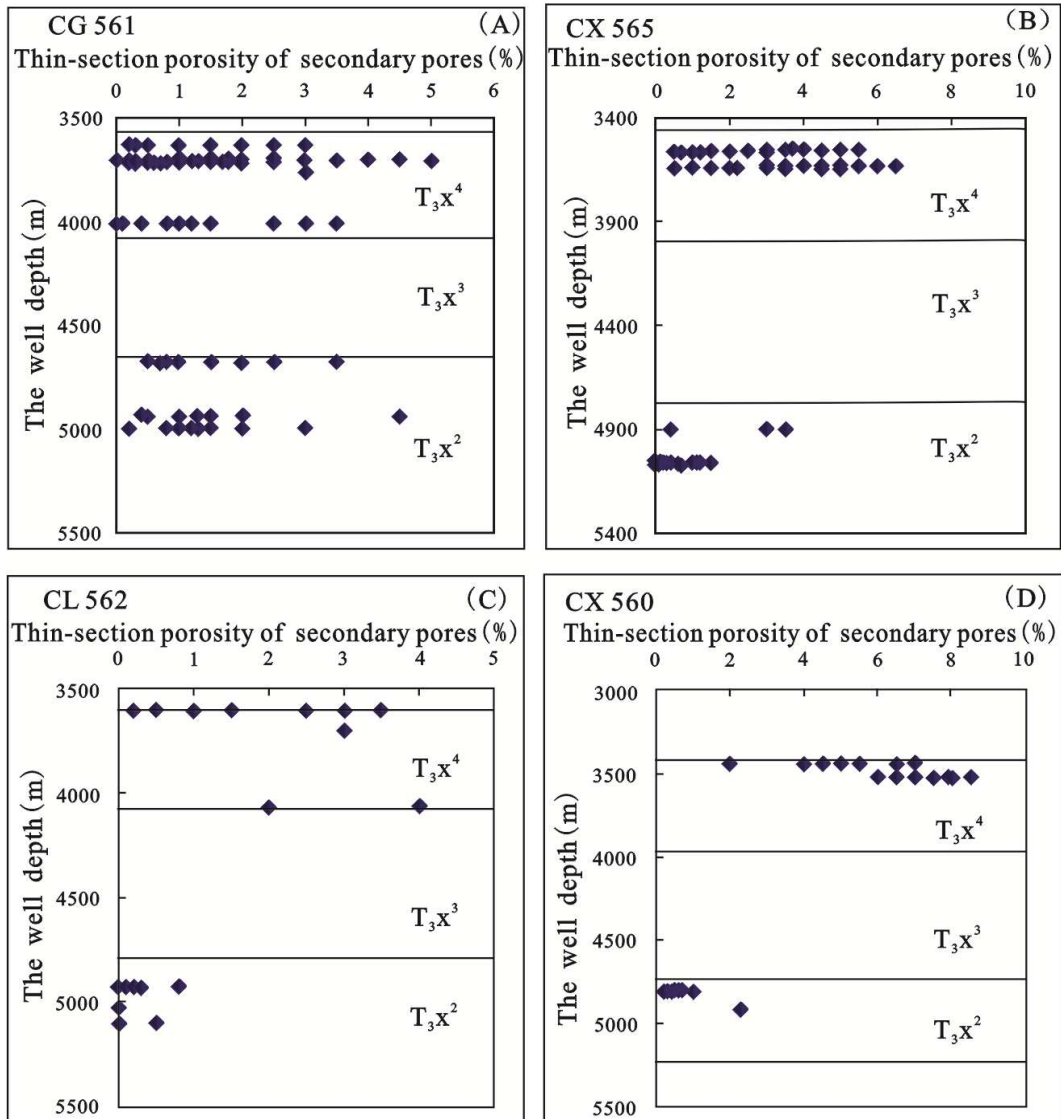 CG 561
(A)
Thin-section porosity of secondary pores(%)
0 1 2 3 4 5 6
The well depth(m)
3500
4000
4500
5000
5500
T₃x⁴
T₃x³
T₃x²
CX 565
(B)
Thin-section porosity of secondary pores(%)
0 2 4 6 8 10
The well depth(m)
3400
3900
4400
4900
5400
T₃x⁴
T₃x³
T₃x²
CL 562
(C)
Thin-section porosity of secondary pores(%)
0 1 2 3 4 5
The well depth(m)
3500
4000
4500
5000
5500
T₃x⁴
T₃x³
T₃x²
CX 560
(D)
Thin-section porosity of secondary pores(%)
0 2 4 6 8 10
The well depth(m)
3000
3500
4000
4500
5000
5500
T₃x⁴
T₃x³
T₃x²